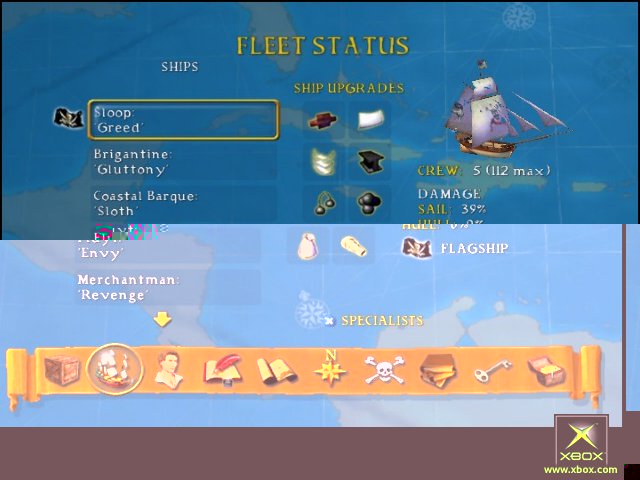 FLEET STATUS
SHIPS
SHIP UPGRADES
Sloop:
'Greed'
Brigantine:
'Gluttony'
CREW: 5 (112 max)
Coastal Barque:
'Sloth'
DAMAGE
SAIL: 39%
'Envy'
FLAGSHIP
Merchantman:
'Revenge'
X SPECIALISTS
N
XBOX
www.xbox.com